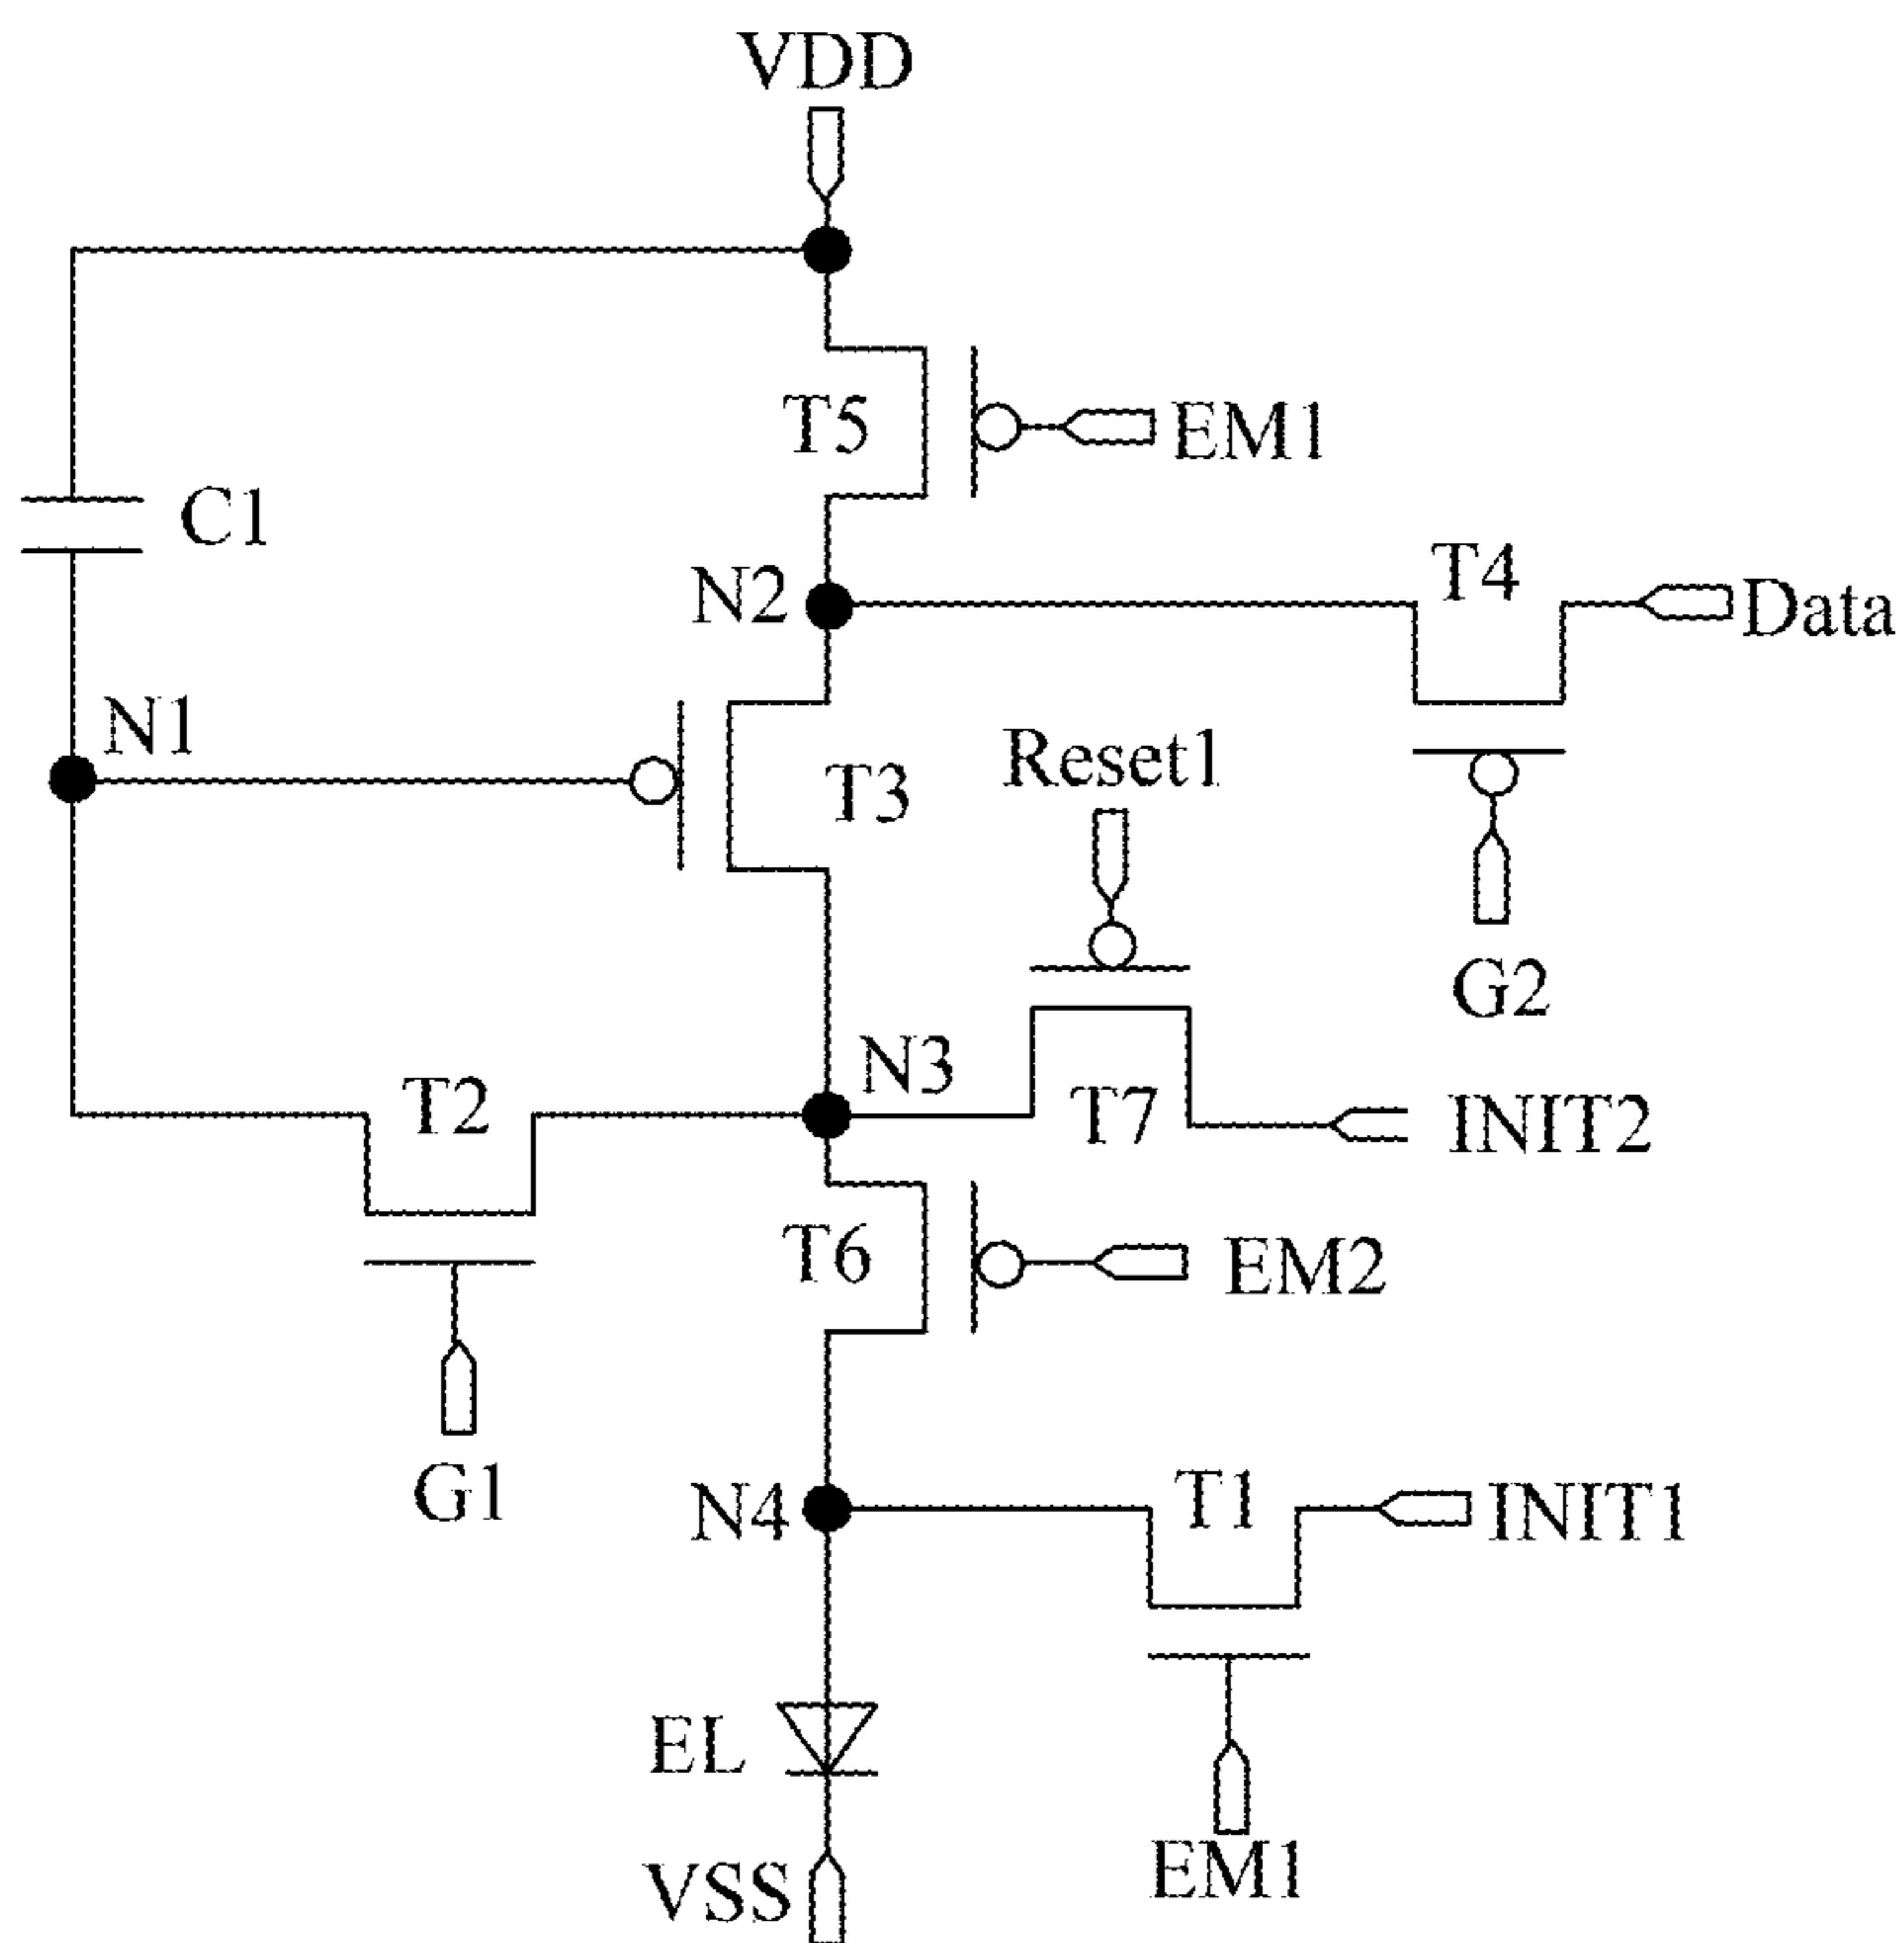 VDD
T5
EM1
C1
N2
T4
Data
N1
T3
Reset1
G2
N3
T2
T7
INIT2
T6
EM2
G1
N4
T1
INIT1
EL
EM1
VSS